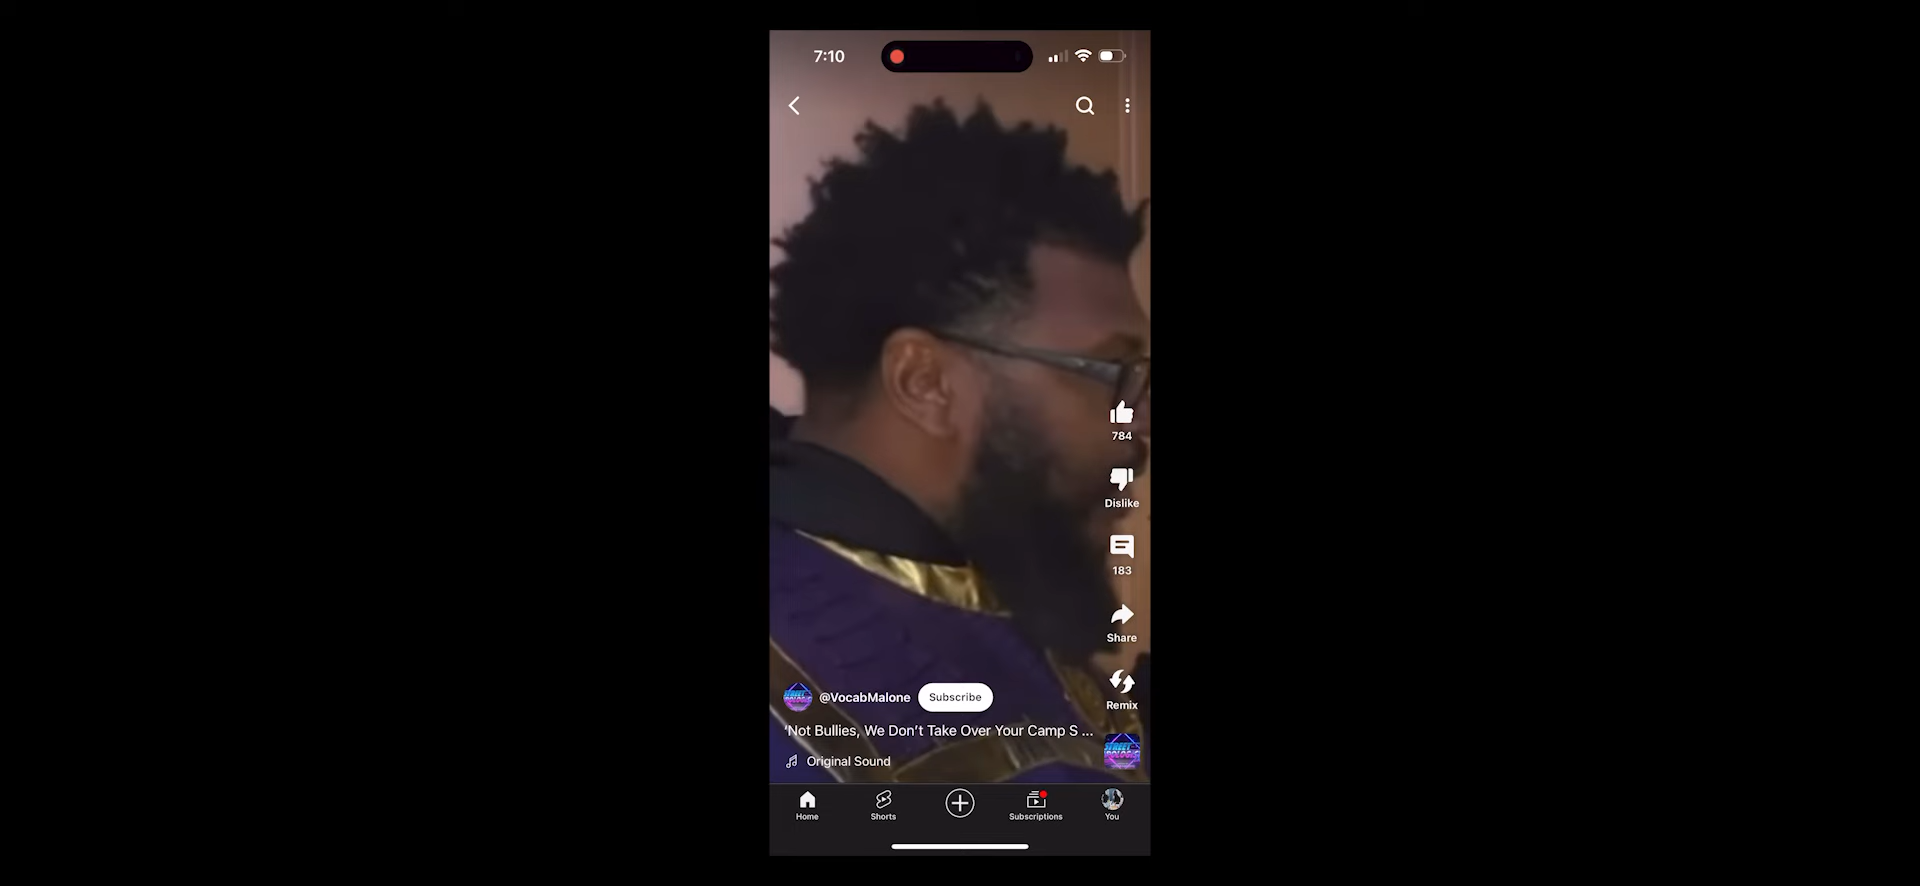 7:10
784
Dislike
183
Share
Remix
@VocabMalone
Subscribe
'Not Bullies, We Don't Take Over Your Camp S ...
Original Sound
STREET
Home
Shorts
Subscriptions
You